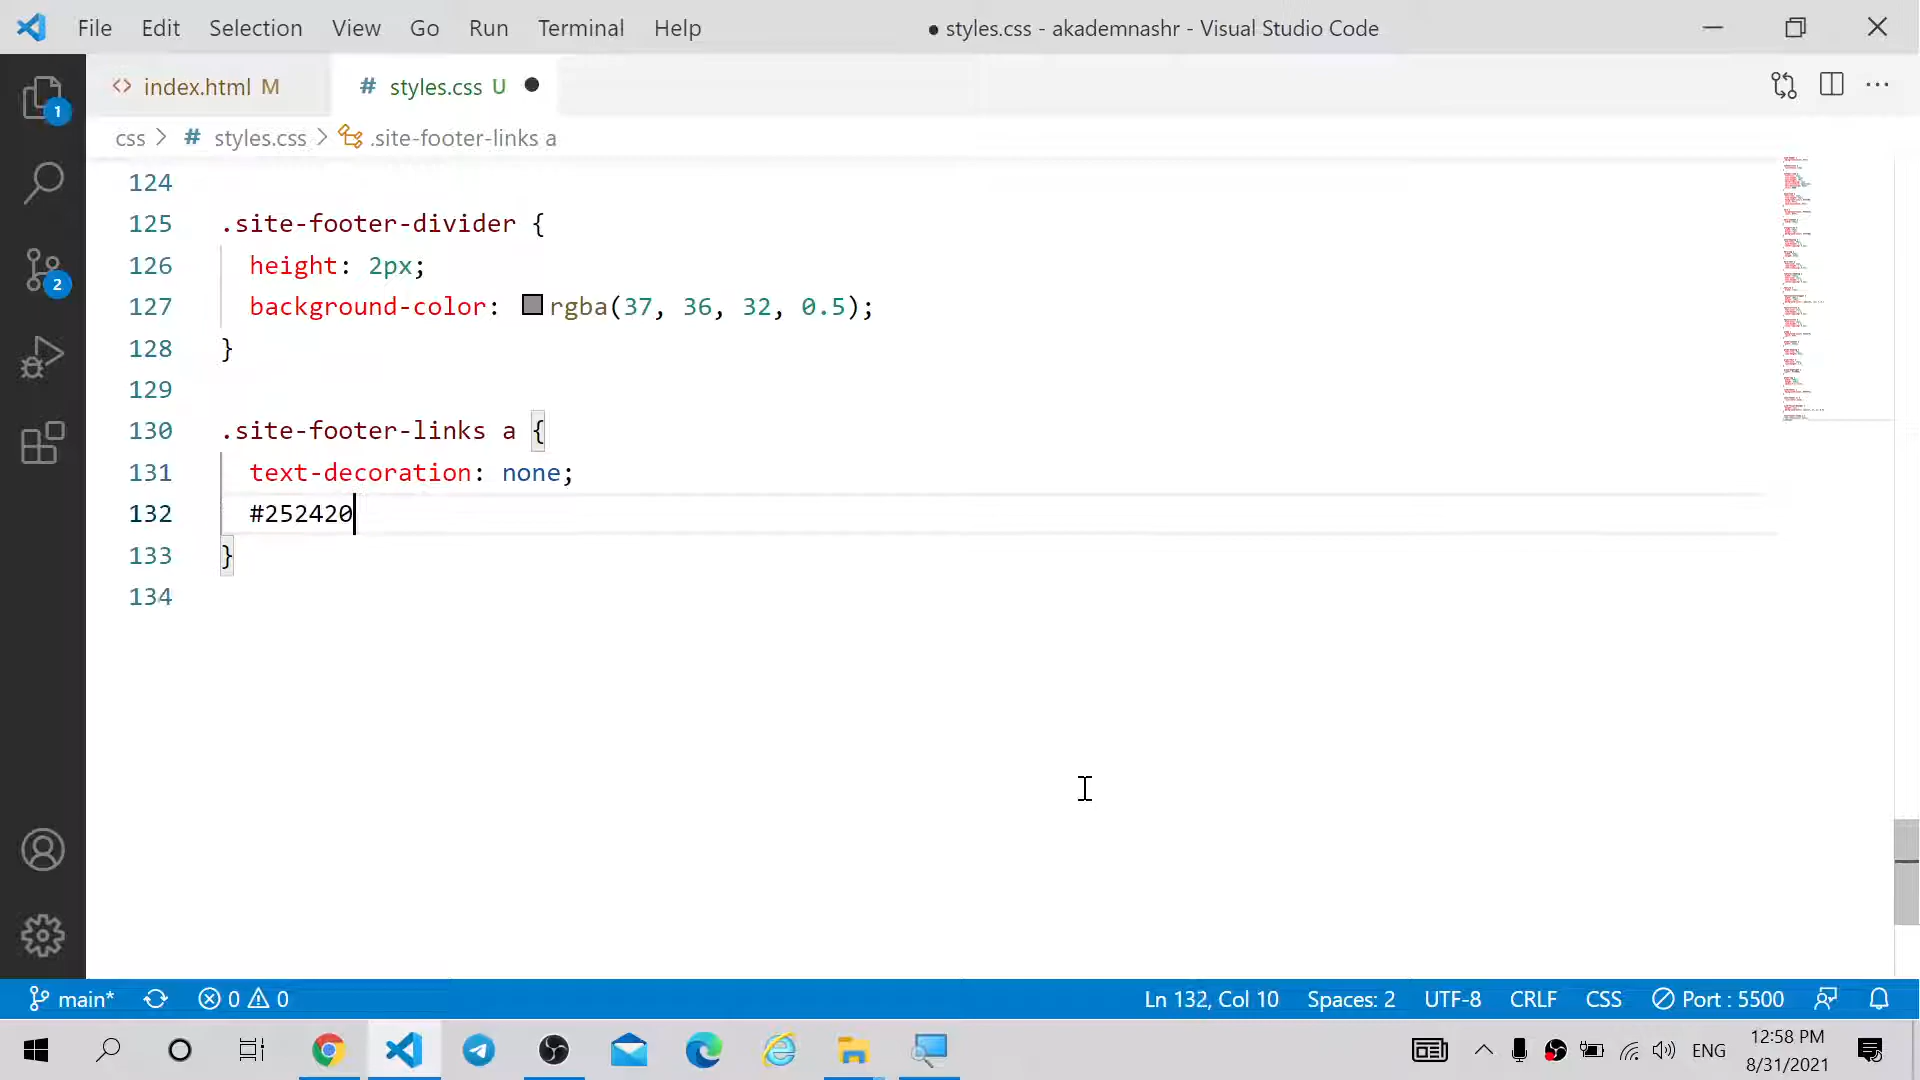 File Edit Selection View Go Run Terminal Help
● styles.css - akademnashr - Visual Studio Code
1
2
<> index.html M
# styles.css U ●
css > # styles.css > .site-footer-links a
124
125 .site-footer-divider {
126 height: 2px;
127 background-color: rgba(37, 36, 32, 0.5);
128 }
129
130 .site-footer-links a {
131 text-decoration: none;
132 #252420
133 }
134
main* 0 0 Ln 132, Col 10 Spaces: 2 UTF-8 CRLF CSS Port : 5500
ENG
12:58 PM
8/31/2021